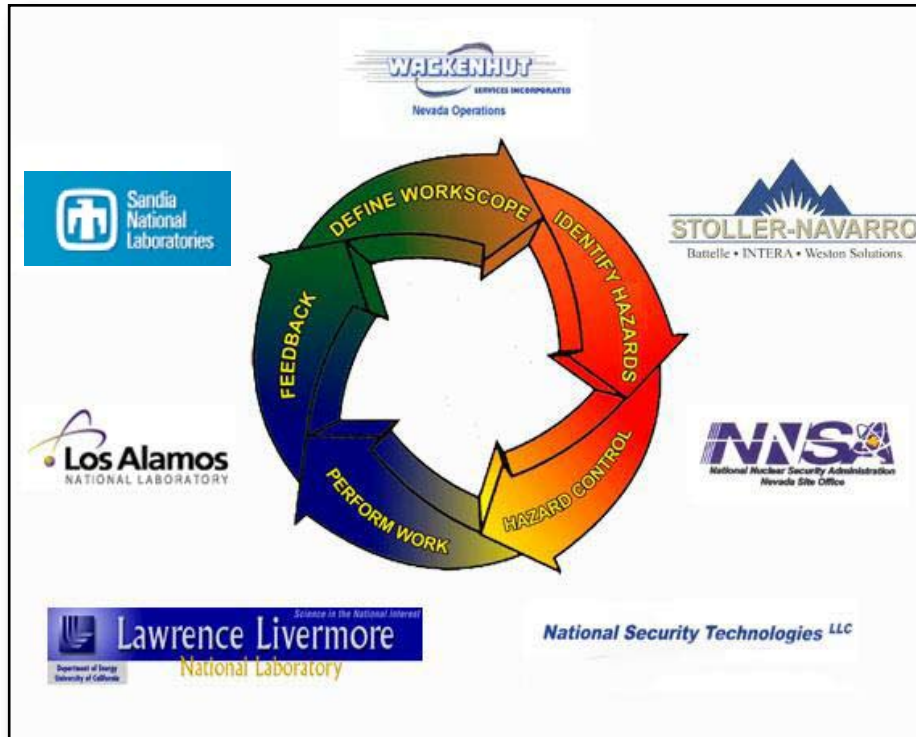 WACKENHUT
SERVICES INCORPORATED
Nevada Operations
Sandia
National
Laboratories
DEFINE WORKSCOPE
IDENTIFY HAZARDS
STOLLER-NAVARRO
Battelle • INTERA • Weston Solutions
FEEDBACK
Los Alamos
NATIONAL LABORATORY
NNSA
National Nuclear Security Administration
Nevada Site Office
HAZARD CONTROL
PERFORM WORK
Science in the National Interest
Lawrence Livermore
National Laboratory
Department of Energy
University of California
National Security Technologies LLC